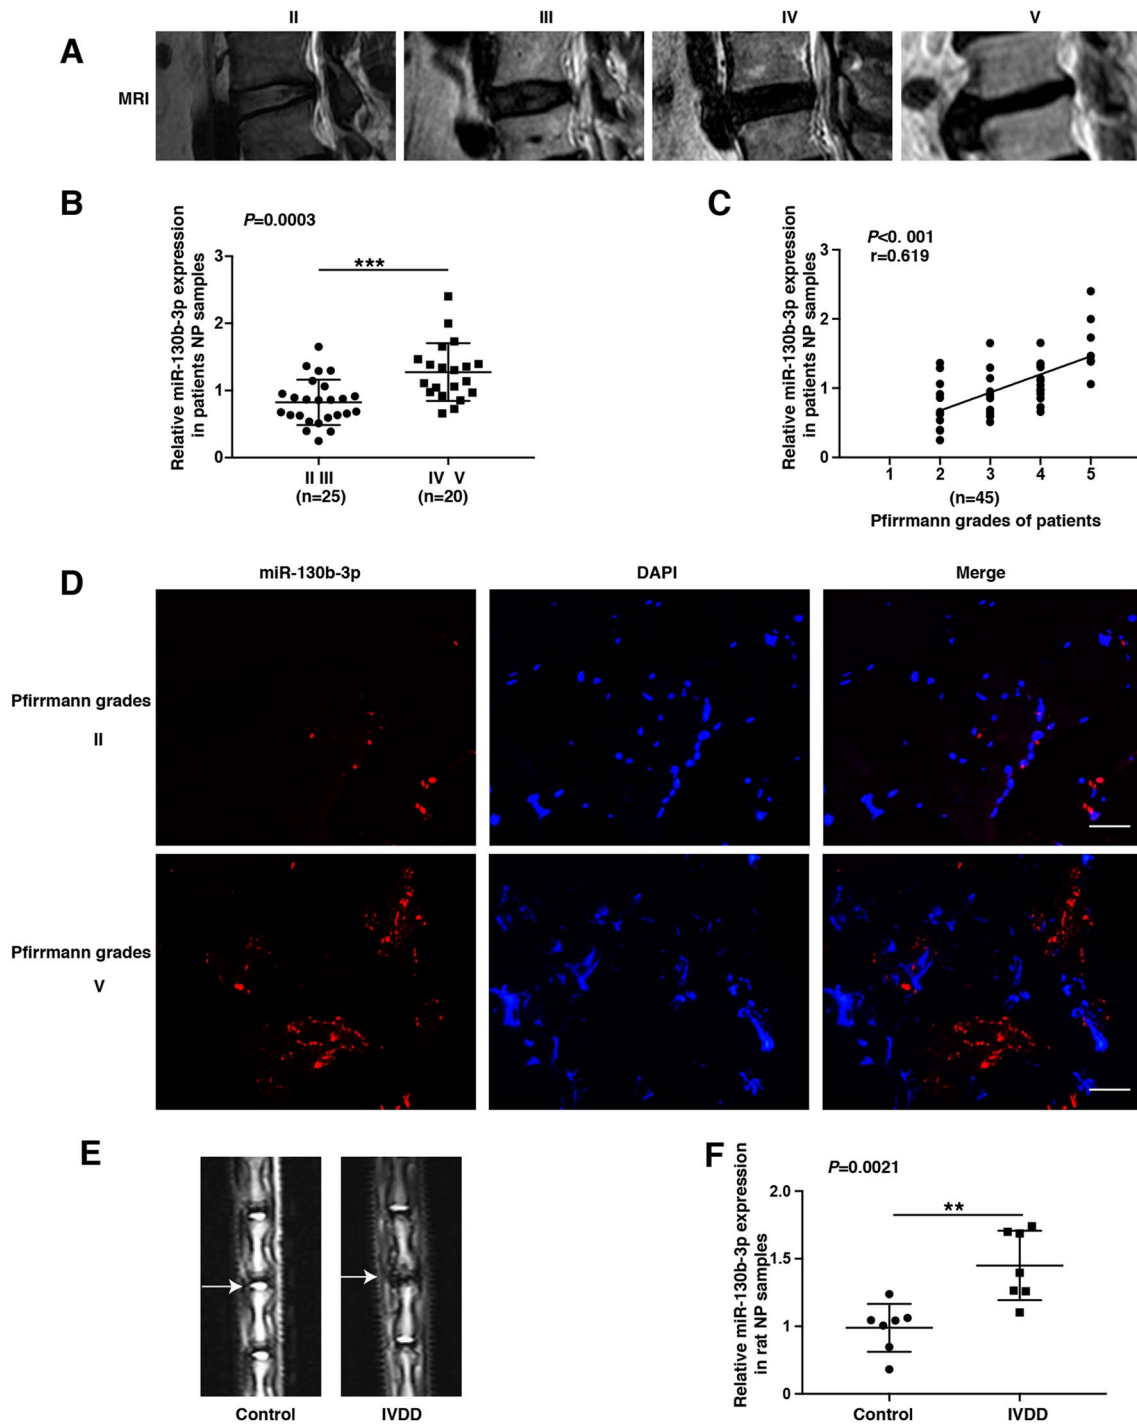 II III IV V
A
MRI
B
P=0.0003
Relative miR-130b-3p expression
in patients NP samples
3
***
2
1
0
II III IV V
(n=25) (n=20)
C
P<0. 001
r=0.619
Relative miR-130b-3p expression
in patients NP samples
3
2
1
0
1 2 3 4 5
(n=45)
Pfirrmann grades of patients
D
miR-130b-3p DAPI Merge
Pfirrmann grades
II
Pfirrmann grades
V
E
Control IVDD
F
P=0.0021
Relative miR-130b-3p expression
in rat NP samples
2.0
**
1.5
1
0
Control IVDD